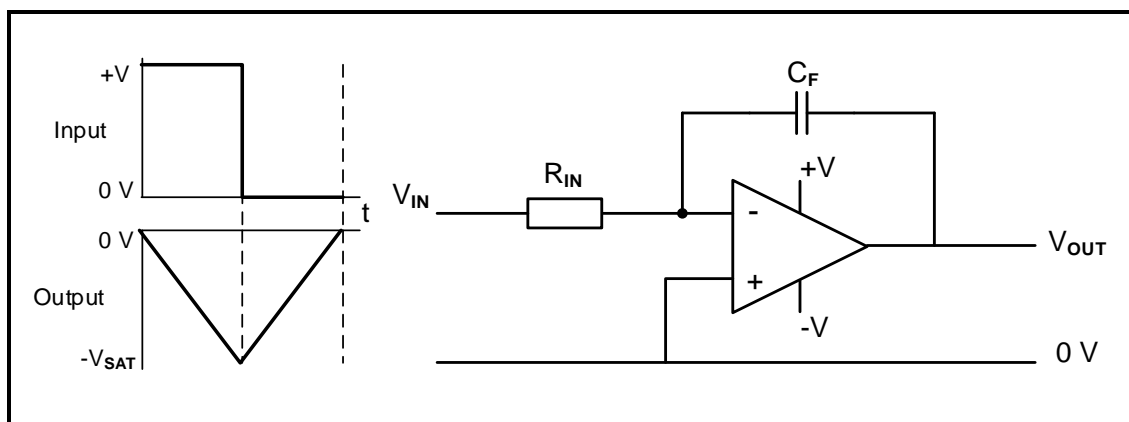 +V
Input
0 V
t
0 V
Output
-VSAT
CF
RIN
VIN
+V
-
+
-V
VOUT
0 V